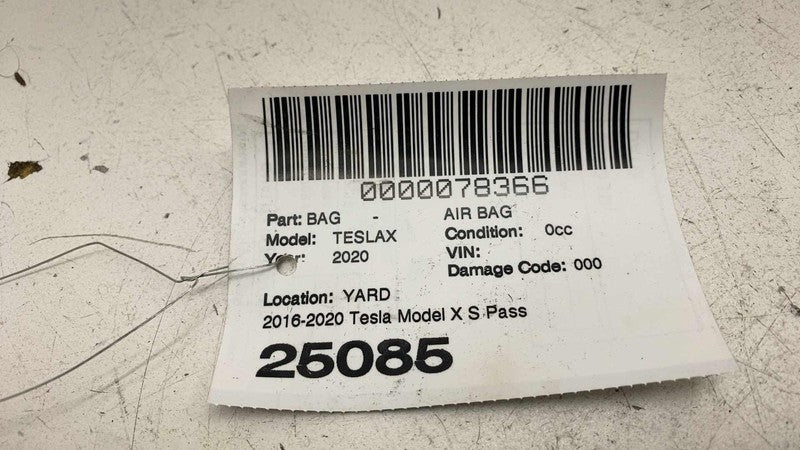 0000078366
Part: BAG - AIR BAG
Model: TESLAX Condition: 0cc
Year: 2020 VIN:
Damage Code: 000
Location: YARD
2016-2020 Tesla Model X S Pass
25085